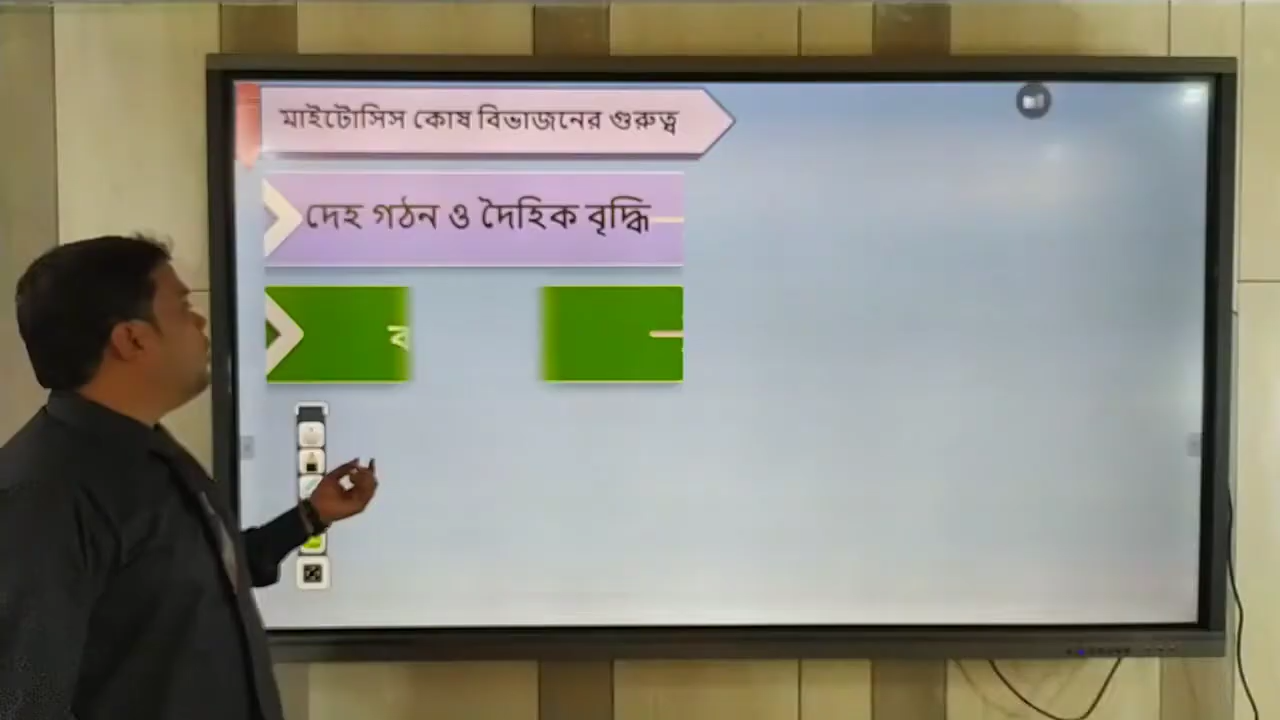 মাইটোসিস কোষ বিভাজনের গুরুত্ব
দেহ গঠন ও দৈহিক বৃদ্ধি